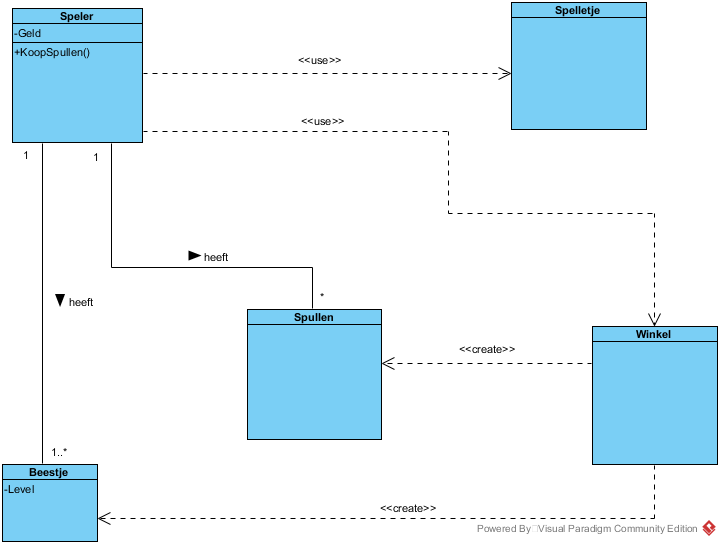 Speler
-Geld
+KoopSpullen()
Spelletje
<<use>>
<<use>>
1
1
heeft
*
heeft
Spullen
Winkel
<<create>>
1..*
Beestje
-Level
<<create>>
Powered By Visual Paradigm Community Edition